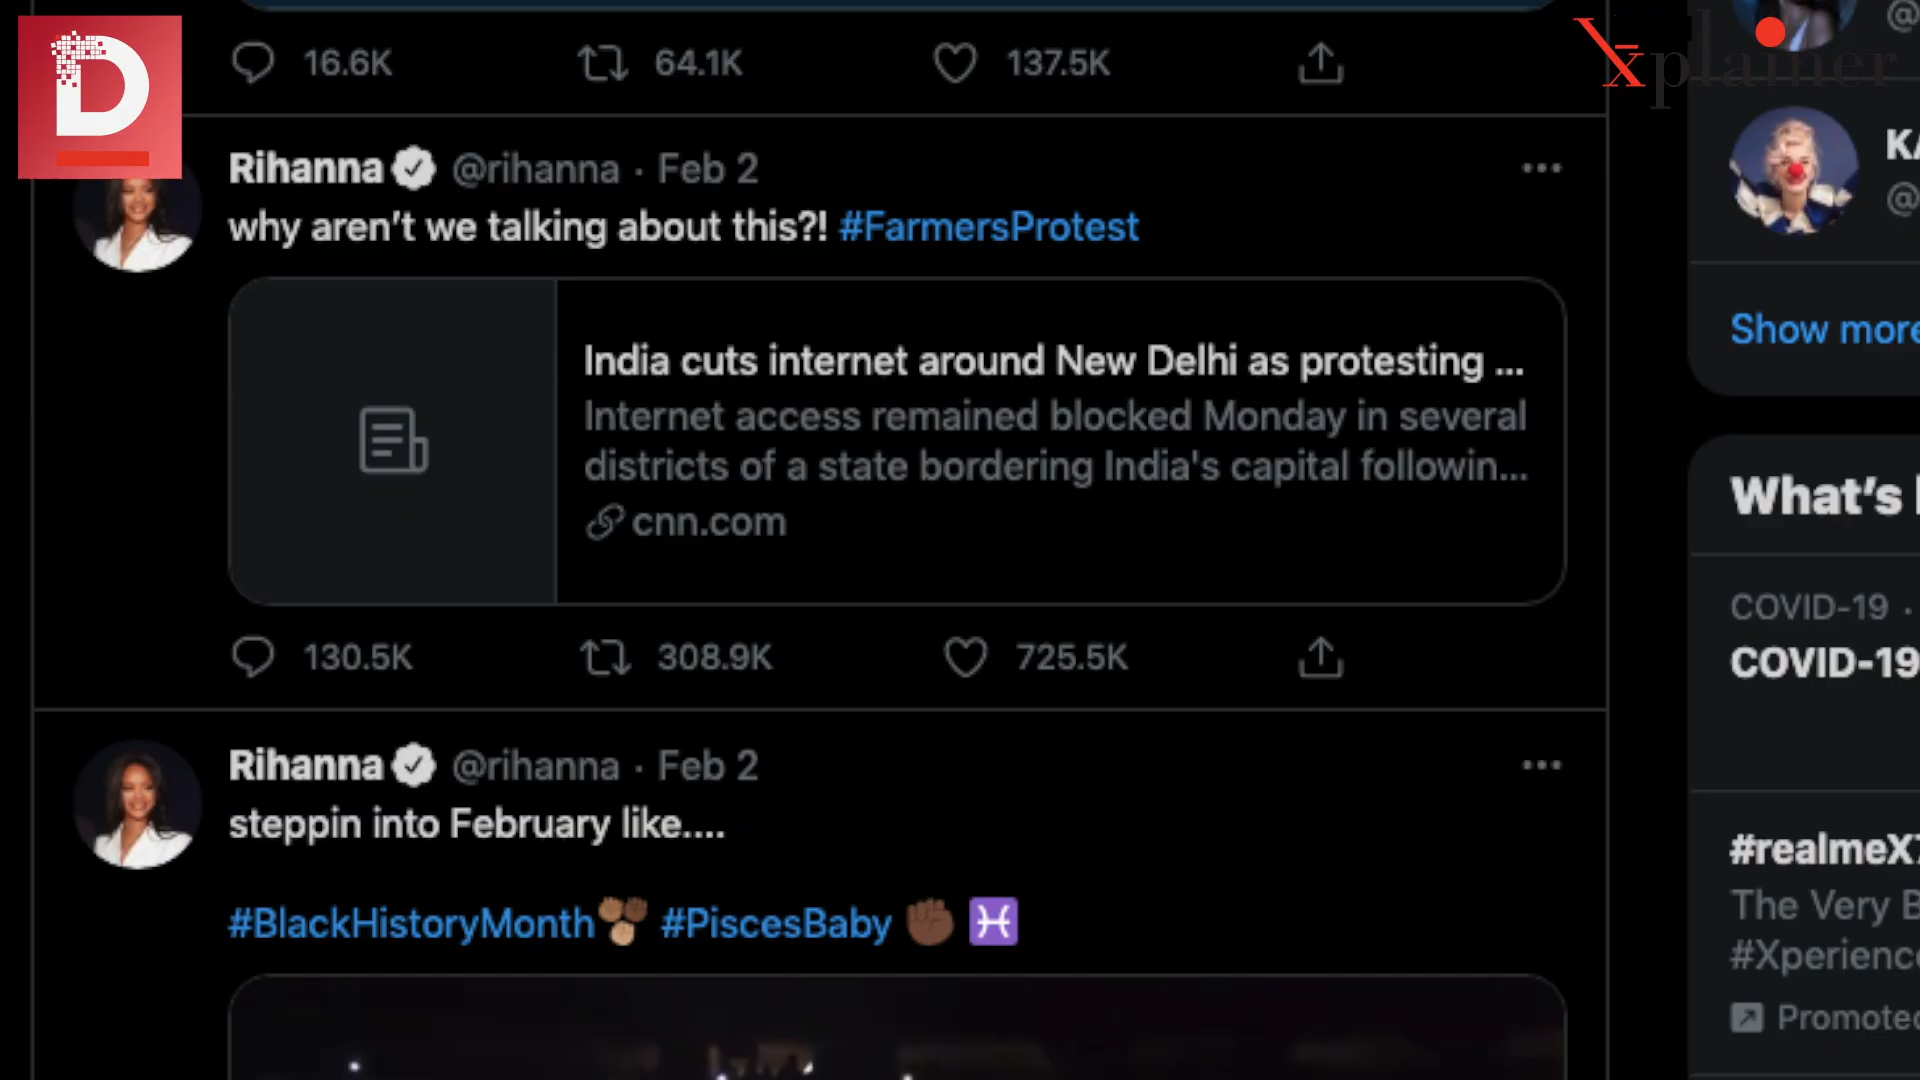 16.6K 64.1K 137.5K
Xplainer
D
Rihanna @rihanna · Feb 2
why aren't we talking about this?! #FarmersProtest
India cuts internet around New Delhi as protesting ...
Internet access remained blocked Monday in several
districts of a state bordering India's capital followin...
cnn.com
130.5K 308.9K 725.5K
Rihanna @rihanna · Feb 2
steppin into February like....
#BlackHistoryMonth #PiscesBaby
@
KA
@
Show more
What's
COVID-19 ·
COVID-19
#realmeX7
The Very B
#Xperience
Promoted